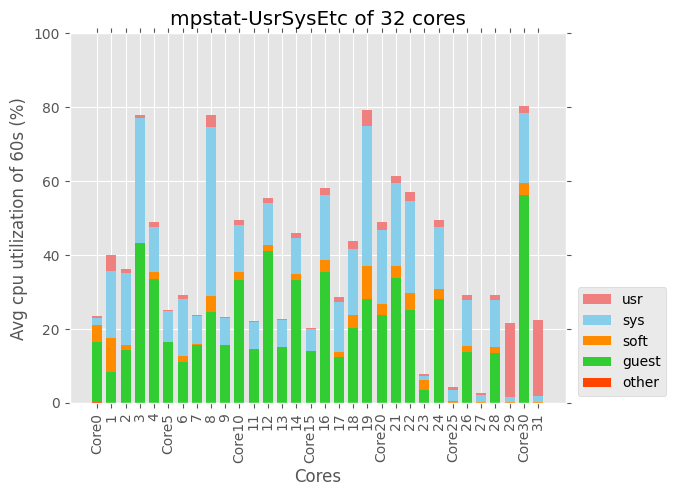 mpstat-UsrSysEtc of 32 cores
Avg cpu utilization of 60s (%)
100
80
60
40
20
0
usr
sys
soft
guest
other
Core0
1
2
3
4
Core5
6
7
8
9
Core10
11
12
13
14
Core15
16
17
18
19
Core20
21
22
23
24
Core25
26
27
28
29
Core30
31
Cores